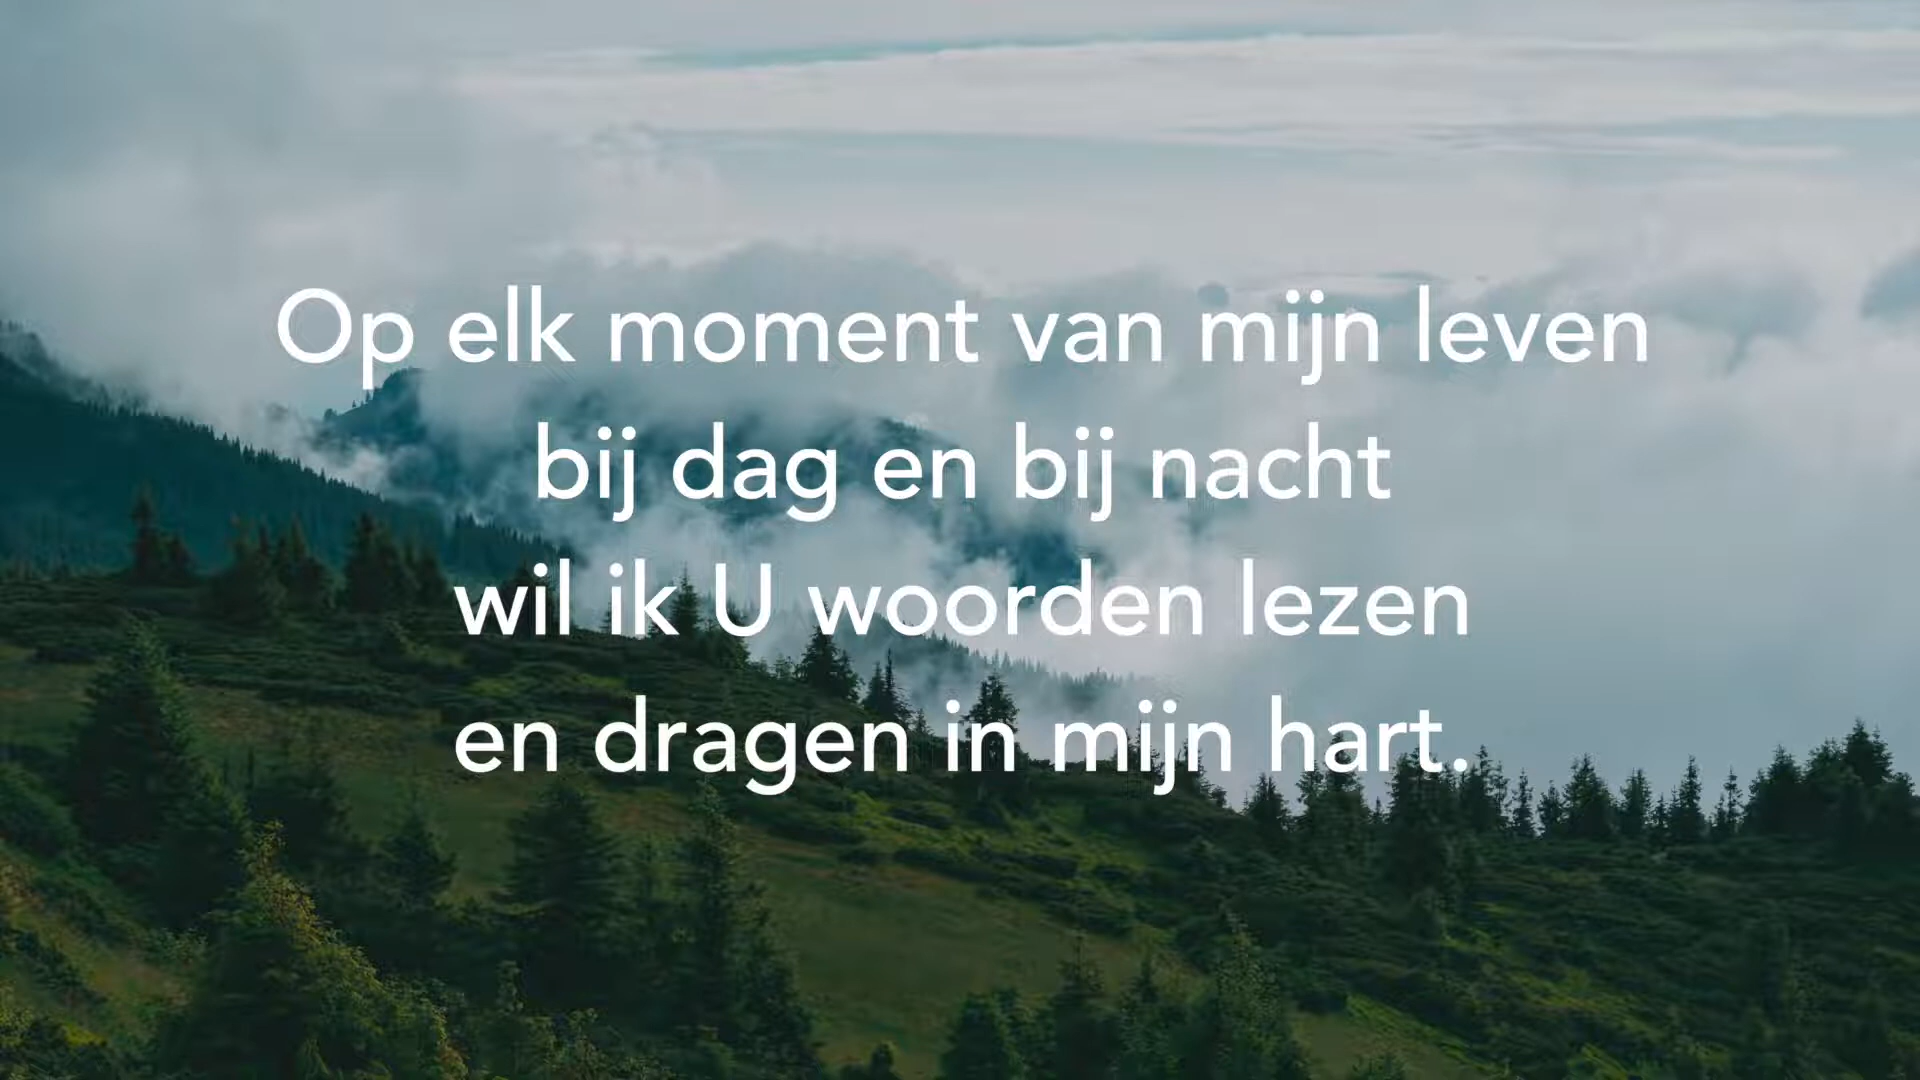 Op elk moment van mijn leven
bij dag en bij nacht
wil ik U woorden lezen
en dragen in mijn hart.